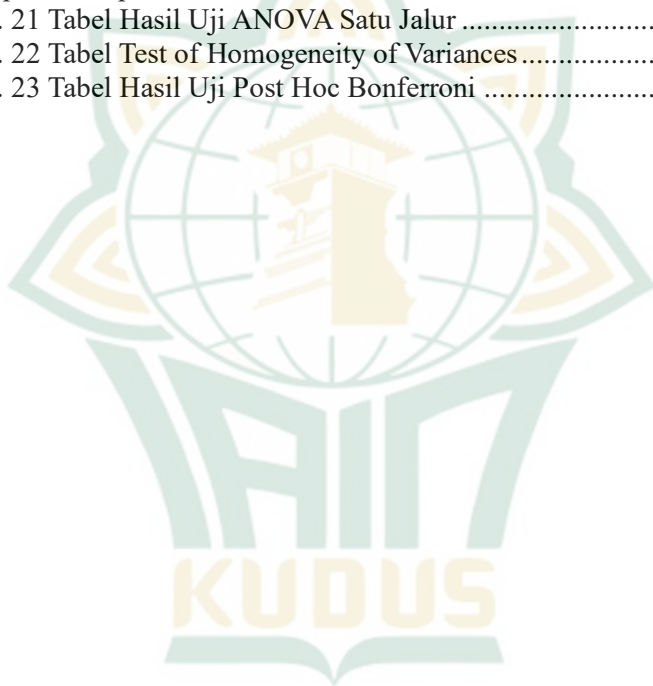 . 21 Tabel Hasil Uji ANOVA Satu Jalur ........................
. 22 Tabel Test of Homogeneity of Variances ................
. 23 Tabel Hasil Uji Post Hoc Bonferroni ......................
IAIN
KUDUS